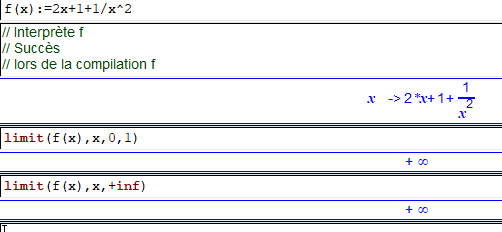 f(x):=2x+1+1/x^2
// Interprète f
// Succès
// lors de la compilation f
x -> 2*x+1+1/x^2
limit(f(x),x,0,1)
+ ∞
limit(f(x),x,+inf)
+ ∞